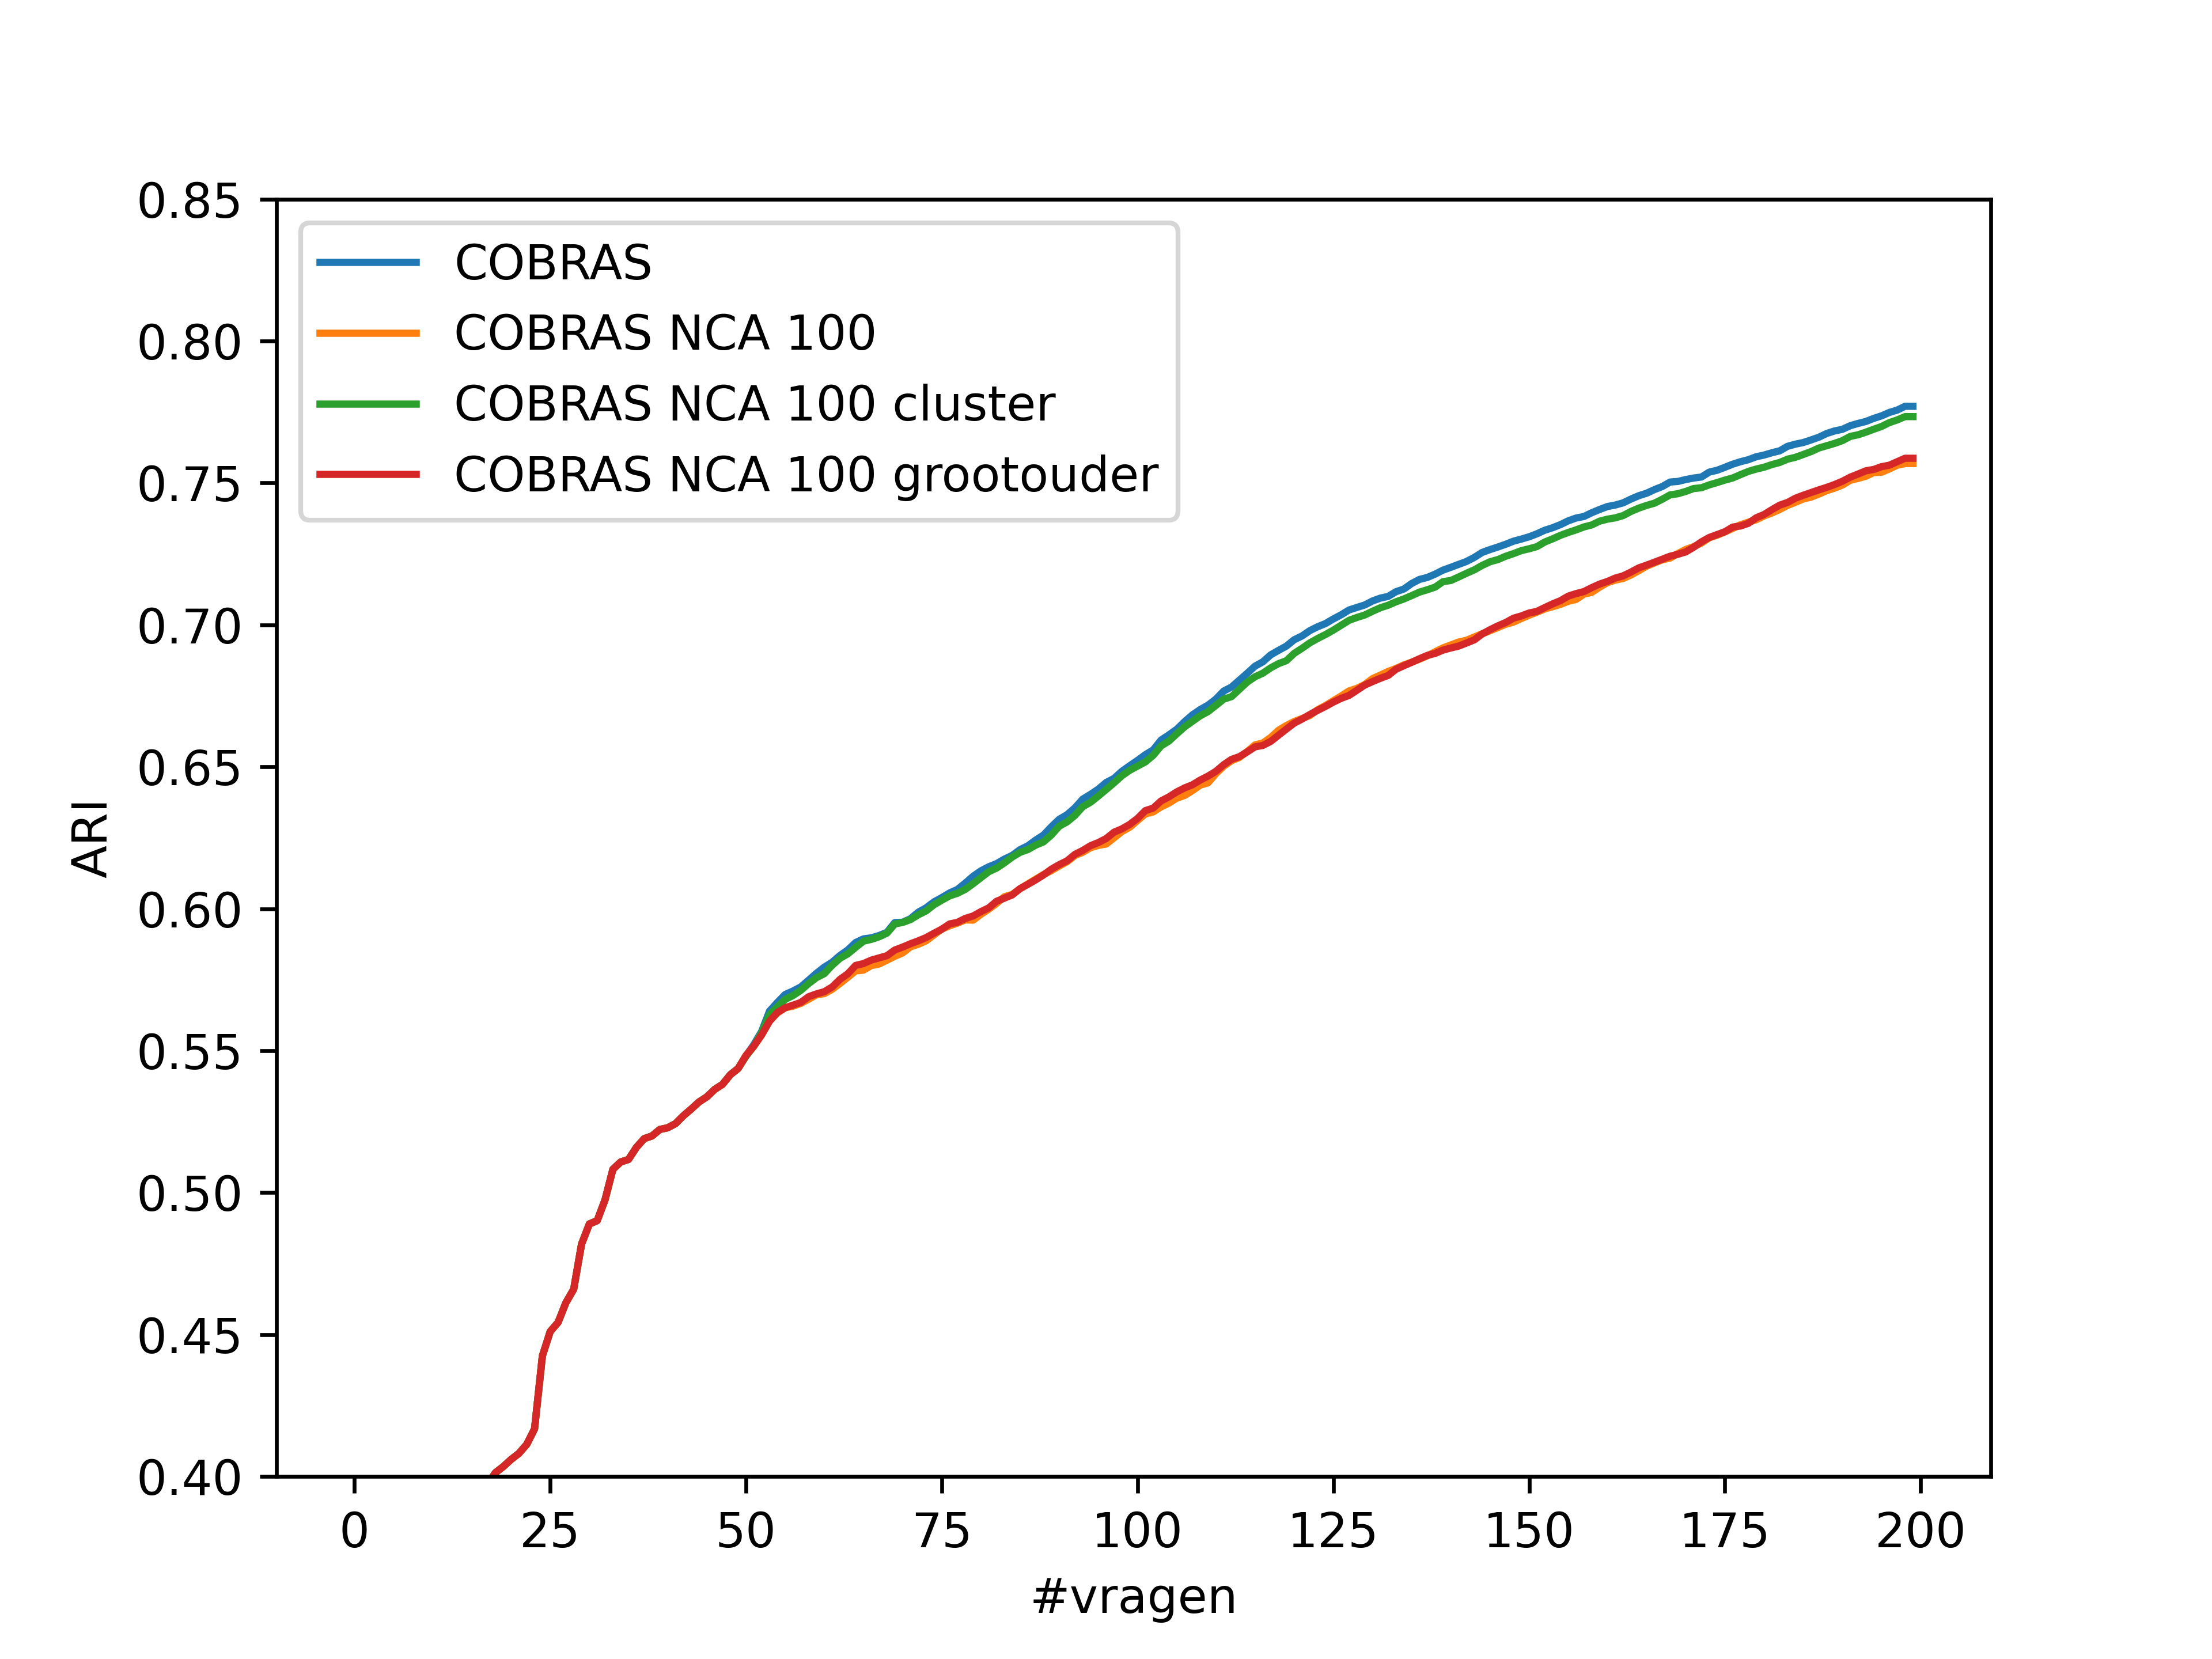 0.85
0.80
0.75
0.70
0.65
0.60
0.55
0.50
0.45
0.40
ARI
COBRAS
COBRAS NCA 100
COBRAS NCA 100 cluster
COBRAS NCA 100 grootouder
0 25 50 75 100 125 150 175 200
#vragen